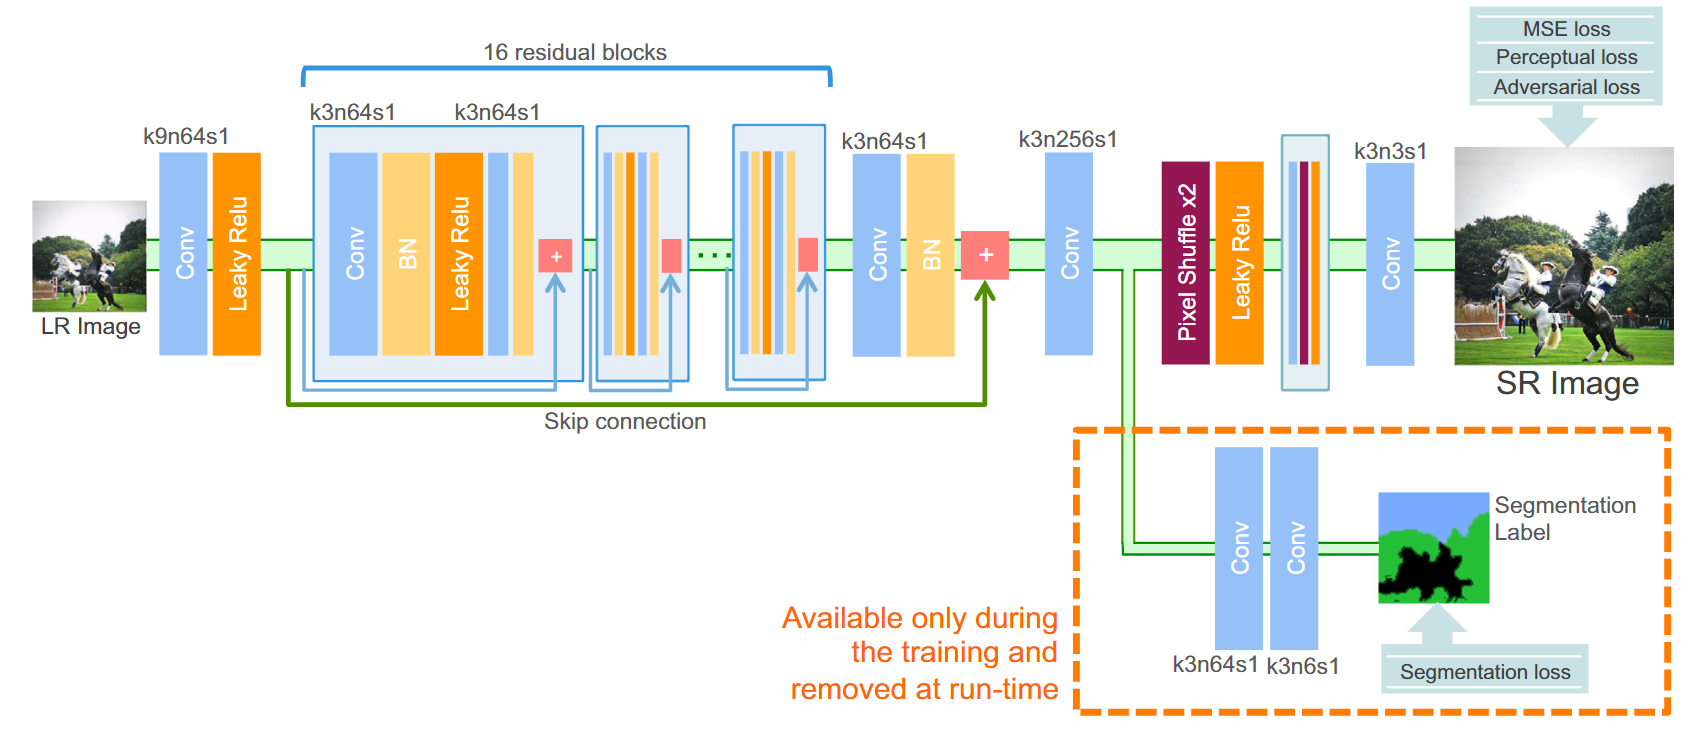 MSE loss
Perceptual loss
Adversarial loss
16 residual blocks
k9n64s1
k3n64s1
k3n64s1
k3n64s1
k3n256s1
k3n3s1
Conv
Leaky Relu
Conv
BN
Leaky Relu
+
Conv
BN
+
Conv
Pixel Shuffle x2
Leaky Relu
Conv
LR Image
SR Image
Skip connection
Conv
Conv
Segmentation
Label
Available only during
the training and
removed at run-time
k3n64s1
k3n6s1
Segmentation loss